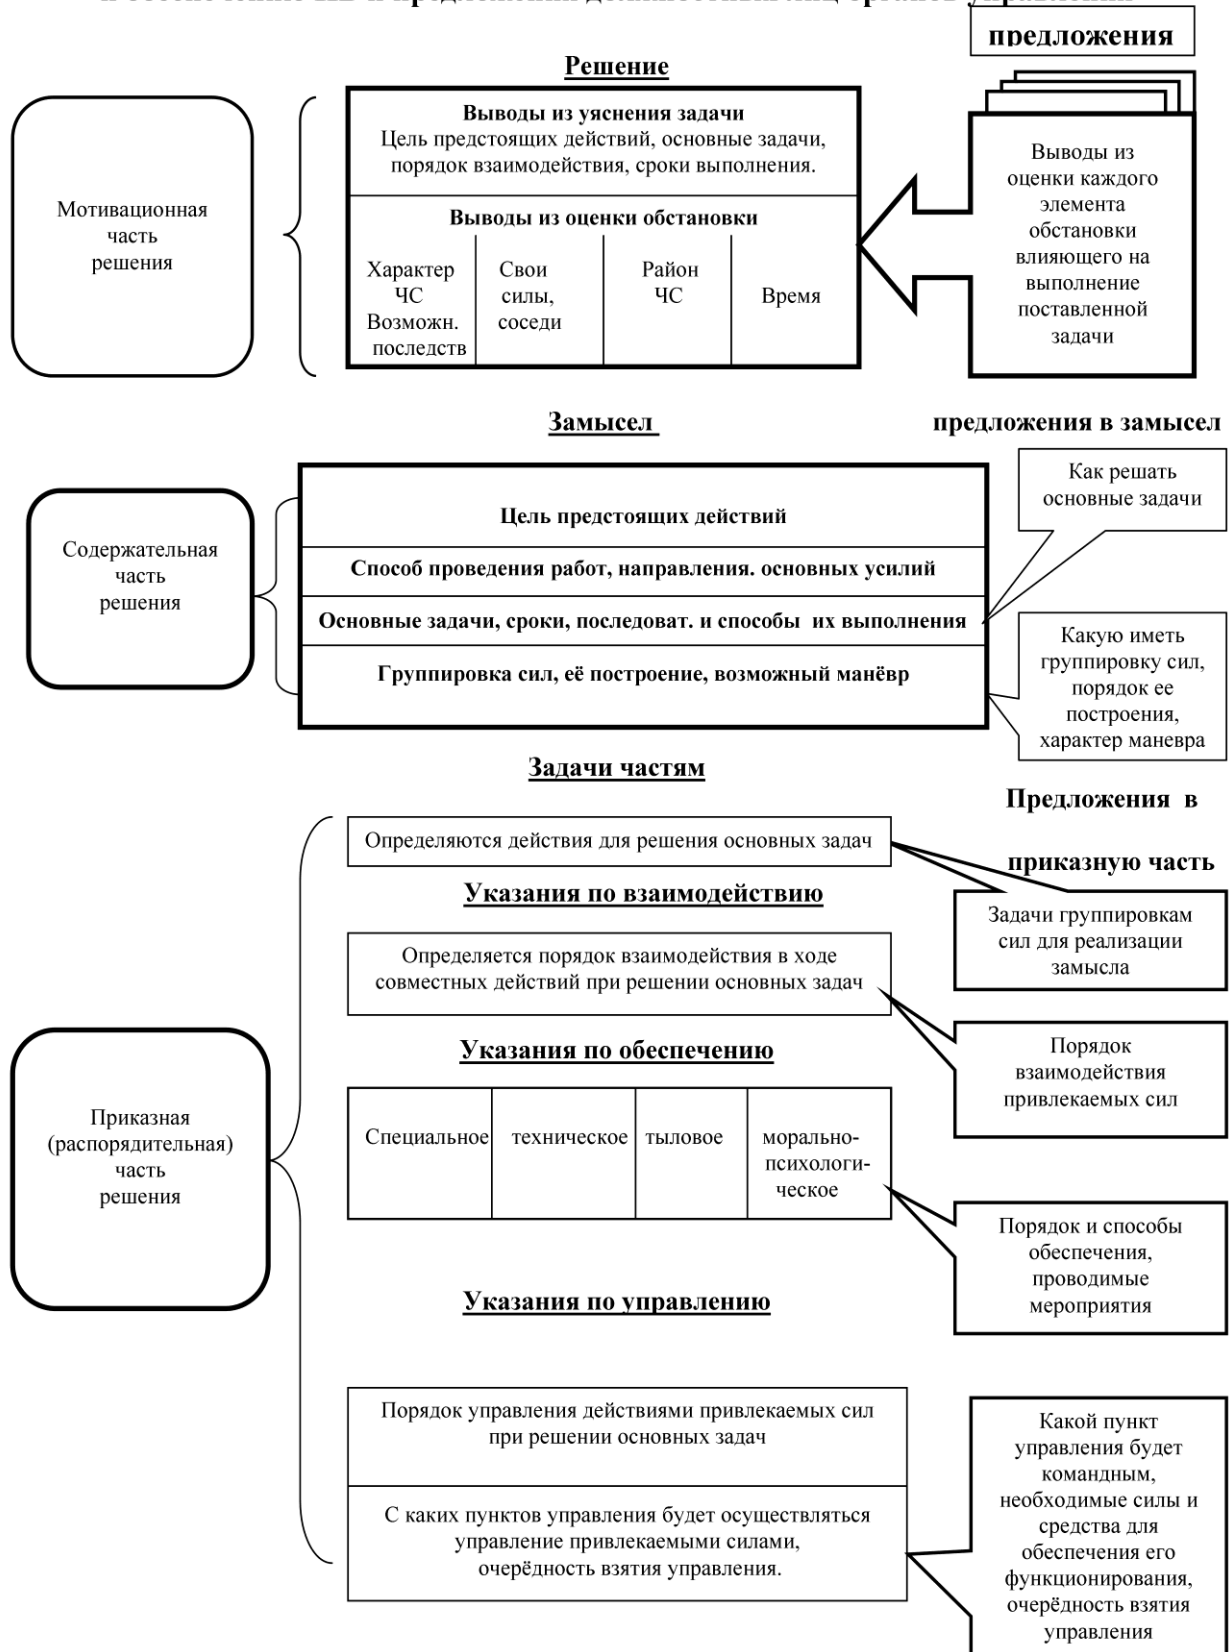 и обеспечение ПВ и предложений должностных лиц органов управления
предложения
Решение
Выводы из уяснения задачи
Цель предстоящих действий, основные задачи,
порядок взаимодействия, сроки выполнения.
Мотивационная
часть
решения
Выводы из оценки обстановки
Характер
ЧС
Возможн.
последств
Свои
силы,
соседи
Район
ЧС
Время
Выводы из
оценки каждого
элемента
обстановки
влияющего на
выполнение
поставленной
задачи
Замысел
предложения в замысел
Содержательная
часть
решения
Цель предстоящих действий
Способ проведения работ, направления. основных усилий
Основные задачи, сроки, последоват. и способы их выполнения
Группировка сил, её построение, возможный манёвр
Как решать
основные задачи
Какую иметь
группировку сил,
порядок ее
построения,
характер маневра
Задачи частям
Предложения в
приказную часть
Определяются действия для решения основных задач
Задачи группировкам
сил для реализации
замысла
Указания по взаимодействию
Определяется порядок взаимодействия в ходе
совместных действий при решении основных задач
Порядок
взаимодействия
привлекаемых сил
Указания по обеспечению
Приказная
(распорядительная)
часть
решения
Специальное
техническое
тыловое
морально-
психологи-
ческое
Порядок и способы
обеспечения,
проводимые
мероприятия
Указания по управлению
Порядок управления действиями привлекаемых сил
при решении основных задач
С каких пунктов управления будет осуществляться
управление привлекаемыми силами,
очерёдность взятия управления.
Какой пункт
управления будет
командным,
необходимые силы и
средства для
обеспечения его
функционирования,
очерёдность взятия
управления